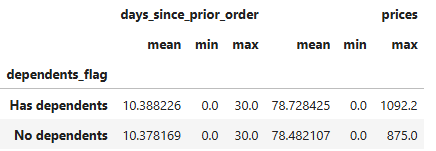 days_since_prior_order prices
mean min max mean min max
dependents_flag
Has dependents 10.388226 0.0 30.0 78.728425 0.0 1092.2
No dependents 10.378169 0.0 30.0 78.482107 0.0 875.0